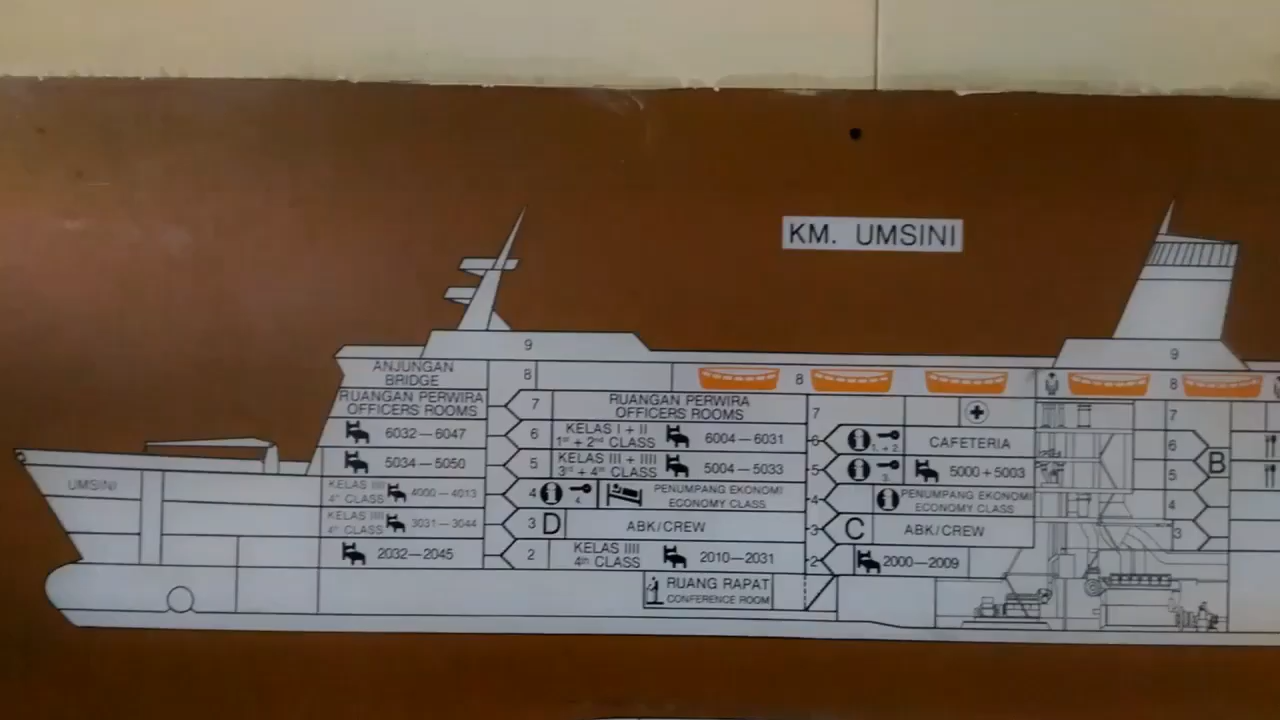 KM. UMSINI
9
9
ANJUNGAN
BRIDGE
8
8
8
RUANGAN PERWIRA
OFFICERS ROOMS
7
RUANGAN PERWIRA
OFFICERS ROOMS
7
7
6032—6047
6
KELAS I + II
1st + 2nd CLASS
6004—6031
6
1. + 2.
CAFETERIA
6
B
5034—5050
5
KELAS III + IIII
3rd + 4th CLASS
5004—5033
5
3.
5000+5003
5
UMSINI
KELAS IIII
4th CLASS
4000—4013
4
4.
PENUMPANG EKONOMI
ECONOMY CLASS
4
PENUMPANG EKONOMI
ECONOMY CLASS
4
KELAS IIII
4th CLASS
3031—3044
3
D
ABK/CREW
3
C
ABK/CREW
3
2032—2045
2
KELAS IIII
4th CLASS
2010—2031
2
2000—2009
RUANG RAPAT
CONFERENCE ROOM